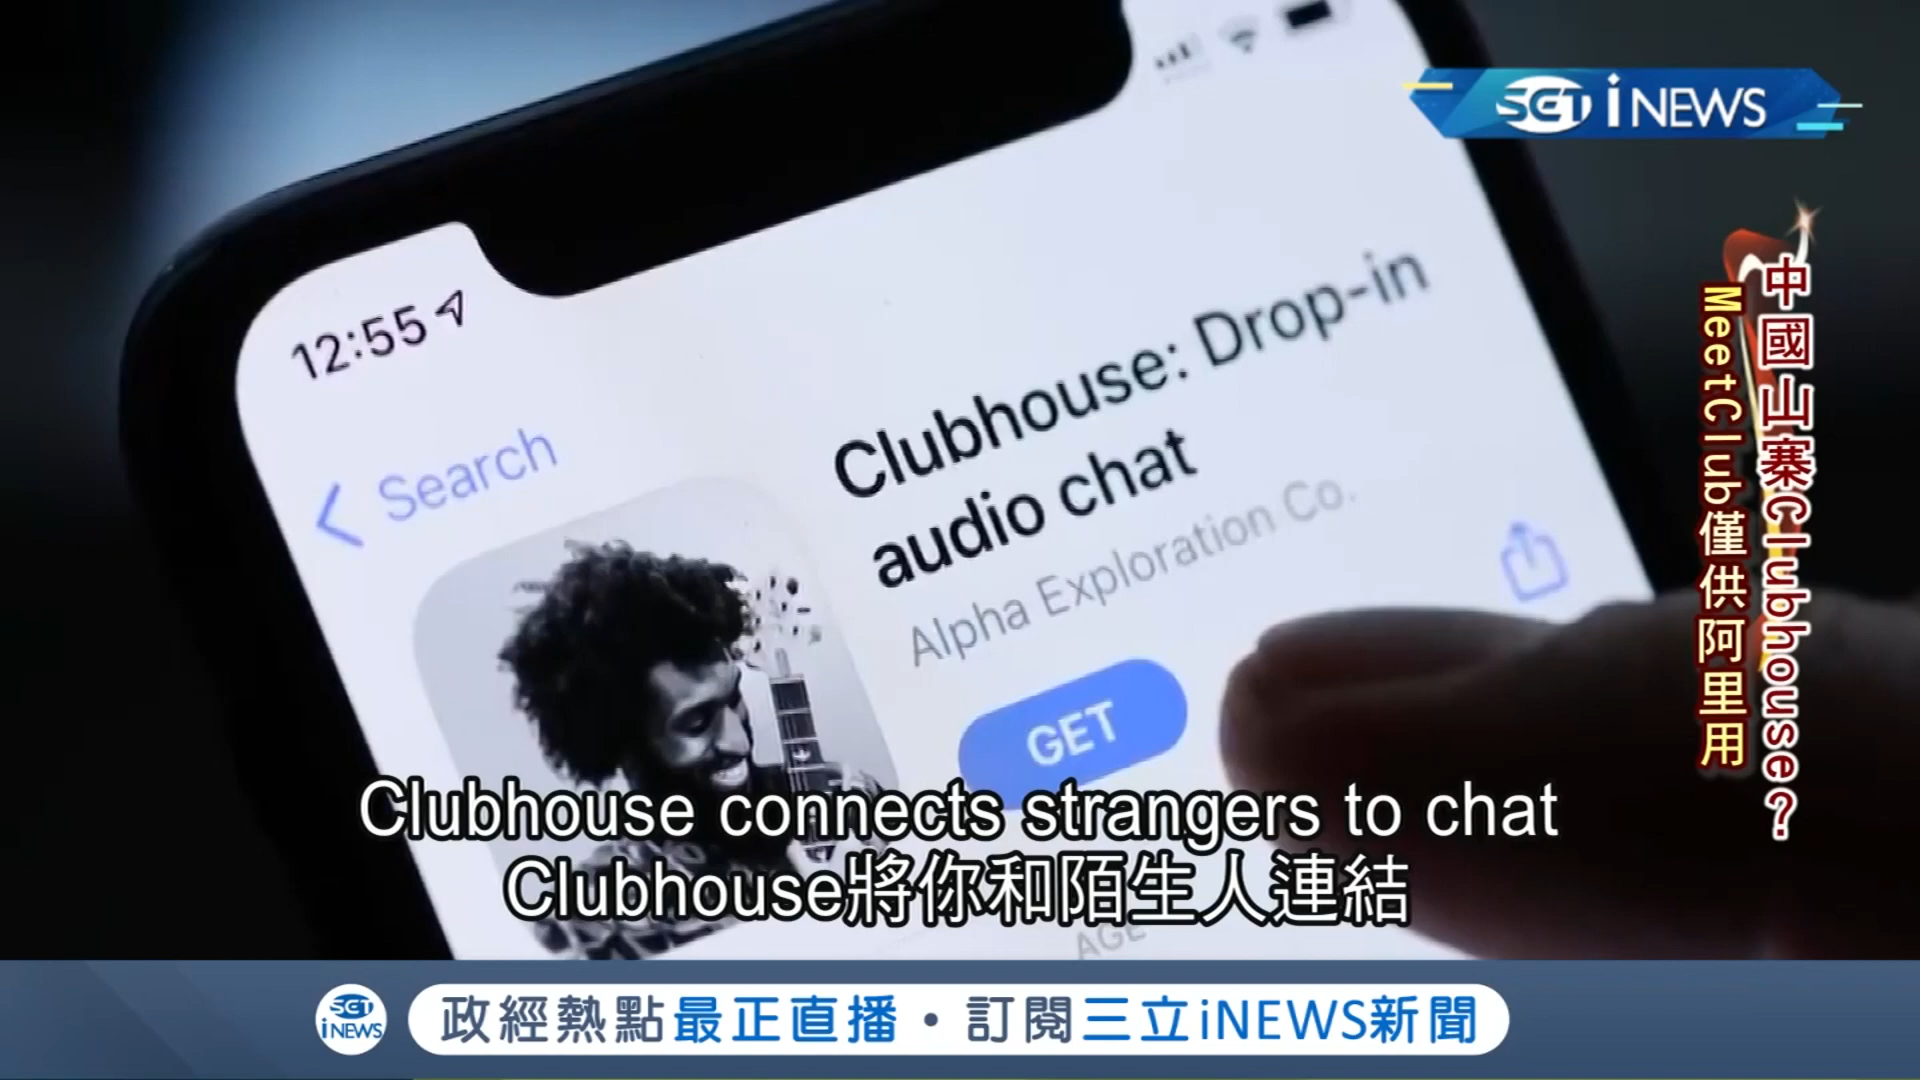 SET iNEWS
12:55
Search
Clubhouse: Drop-in
audio chat
Alpha Exploration Co.
GET
AGE
中國山寨Clubhouse?
MeetClub僅供阿里用
Clubhouse connects strangers to chat
Clubhouse將你和陌生人連結
SET iNEWS
政經熱點最正直播・訂閱三立iNEWS新聞